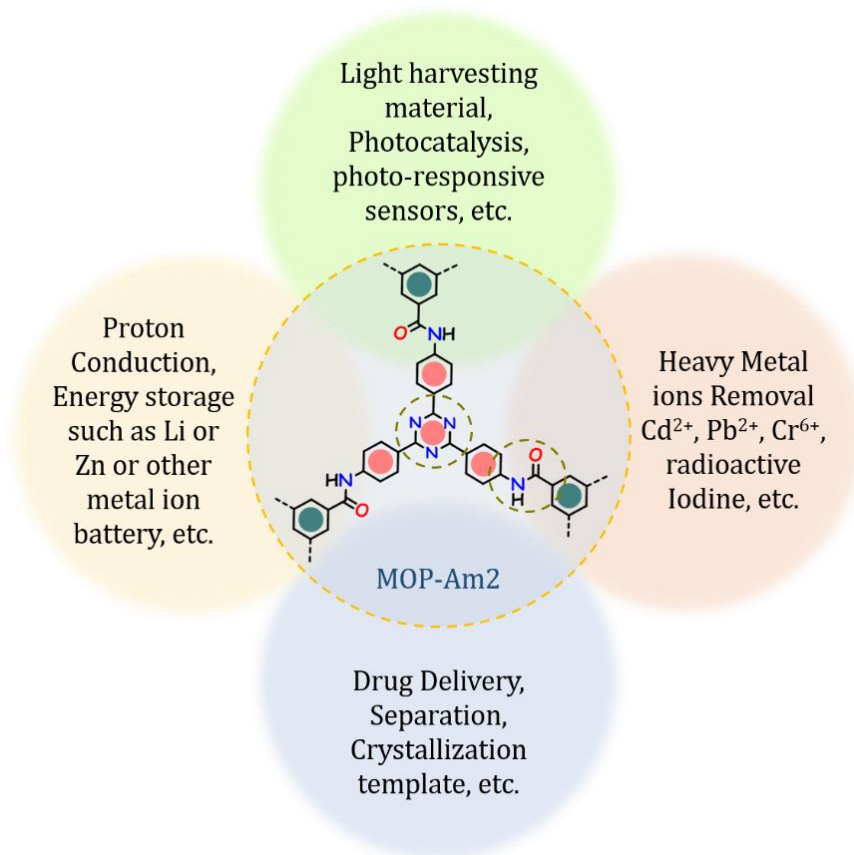 Light harvesting
material,
Photocatalysis,
photo-responsive
sensors, etc.
Proton
Conduction,
Energy storage
such as Li or
Zn or other
metal ion
battery, etc.
Heavy Metal
ions Removal
Cd²⁺, Pb²⁺, Cr⁶⁺,
radioactive
Iodine, etc.
O NH
N N
N
HN O
O
N
H
MOP-Am2
Drug Delivery,
Separation,
Crystallization
template, etc.